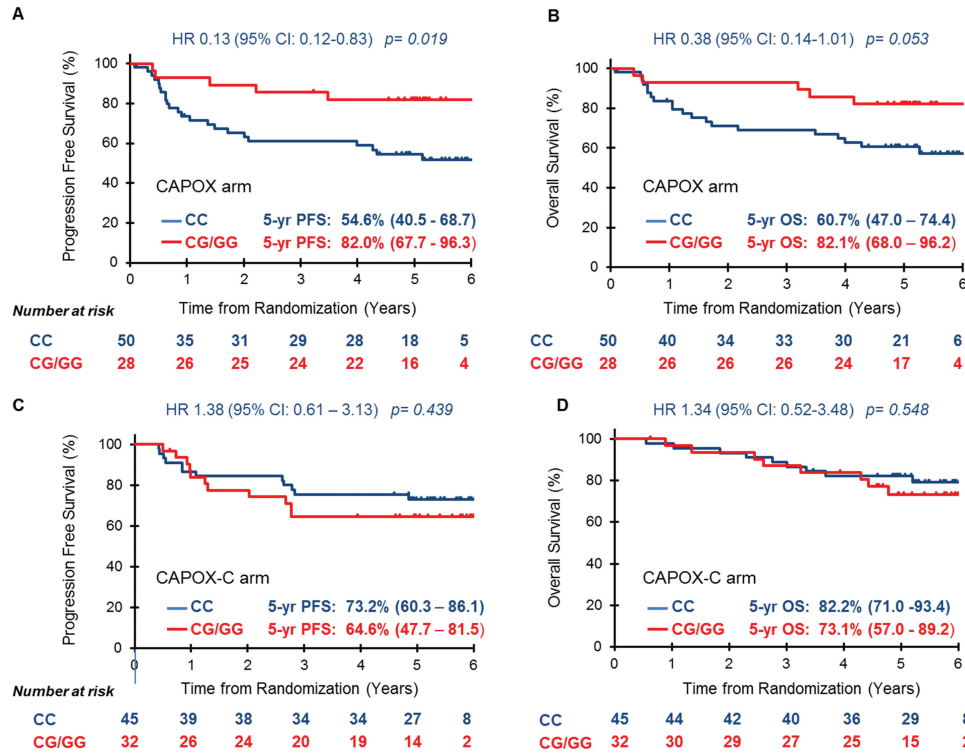 A
HR 0.13 (95% CI: 0.12-0.83) p= 0.019
Progression Free Survival (%)
100
80
60
40
20
0
CAPOX arm
CC 5-yr PFS: 54.6% (40.5 - 68.7)
CG/GG 5-yr PFS: 82.0% (67.7 - 96.3)
0 1 2 3 4 5 6
Number at risk Time from Randomization (Years)
CC 50 35 31 29 28 18 5
CG/GG 28 26 25 24 22 16 4
B
HR 0.38 (95% CI: 0.14-1.01) p= 0.053
Overall Survival (%)
100
80
60
40
20
0
CAPOX arm
CC 5-yr OS: 60.7% (47.0 – 74.4)
CG/GG 5-yr OS: 82.1% (68.0 – 96.2)
0 1 2 3 4 5 6
Time from Randomization (Years)
CC 50 40 34 33 30 21 6
CG/GG 28 26 26 26 24 17 4
C
HR 1.38 (95% CI: 0.61 – 3.13) p= 0.439
Progression Free Survival (%)
100
80
60
40
20
0
CAPOX-C arm
CC 5-yr PFS: 73.2% (60.3 – 86.1)
CG/GG 5-yr PFS: 64.6% (47.7 – 81.5)
0 1 2 3 4 5 6
Time from Randomization (Years)
Number at risk
CC 45 39 38 34 34 27 8
CG/GG 32 26 24 20 19 14 2
D
HR 1.34 (95% CI: 0.52-3.48) p= 0.548
Overall Survival (%)
100
80
60
40
20
0
CAPOX-C arm
CC 5-yr OS: 82.2% (71.0 -93.4)
CG/GG 5-yr OS: 73.1% (57.0 - 89.2)
0 1 2 3 4 5 6
Time from Randomization (Years)
CC 45 44 42 40 36 29
CG/GG 32 30 29 27 25 15